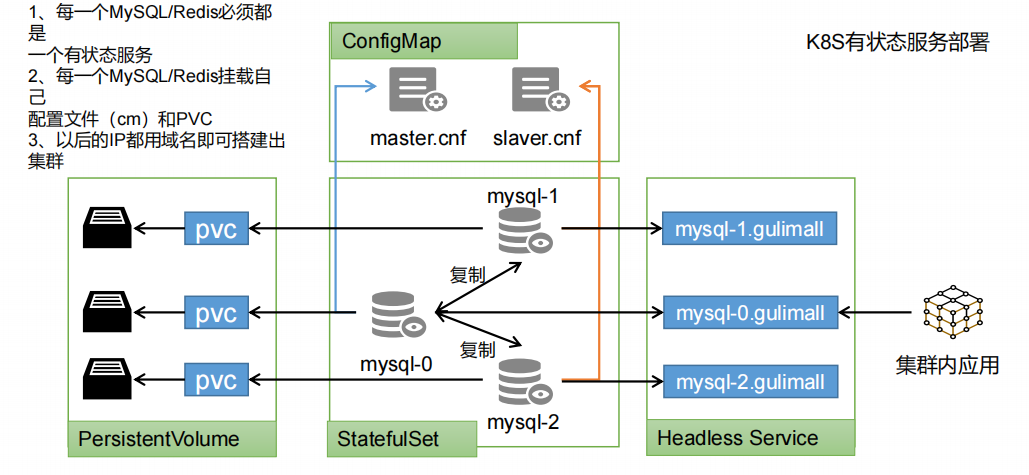 1、每一个MySQL/Redis必须都
是
一个有状态服务
2、每一个MySQL/Redis挂载自
己
配置文件（cm）和PVC
3、以后的IP都用域名即可搭建出
集群
ConfigMap
K8S有状态服务部署
master.cnf
slaver.cnf
mysql-1
pvc
mysql-1.gulimall
复制
pvc
mysql-0.gulimall
复制
mysql-0
集群内应用
pvc
mysql-2.gulimall
mysql-2
PersistentVolume
StatefulSet
Headless Service